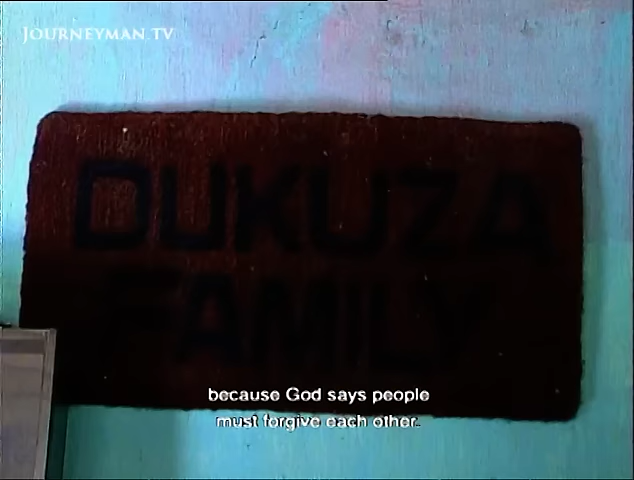 JOURNEYMAN.TV
DUKUZA
FAMILY
because God says people
must forgive each other.